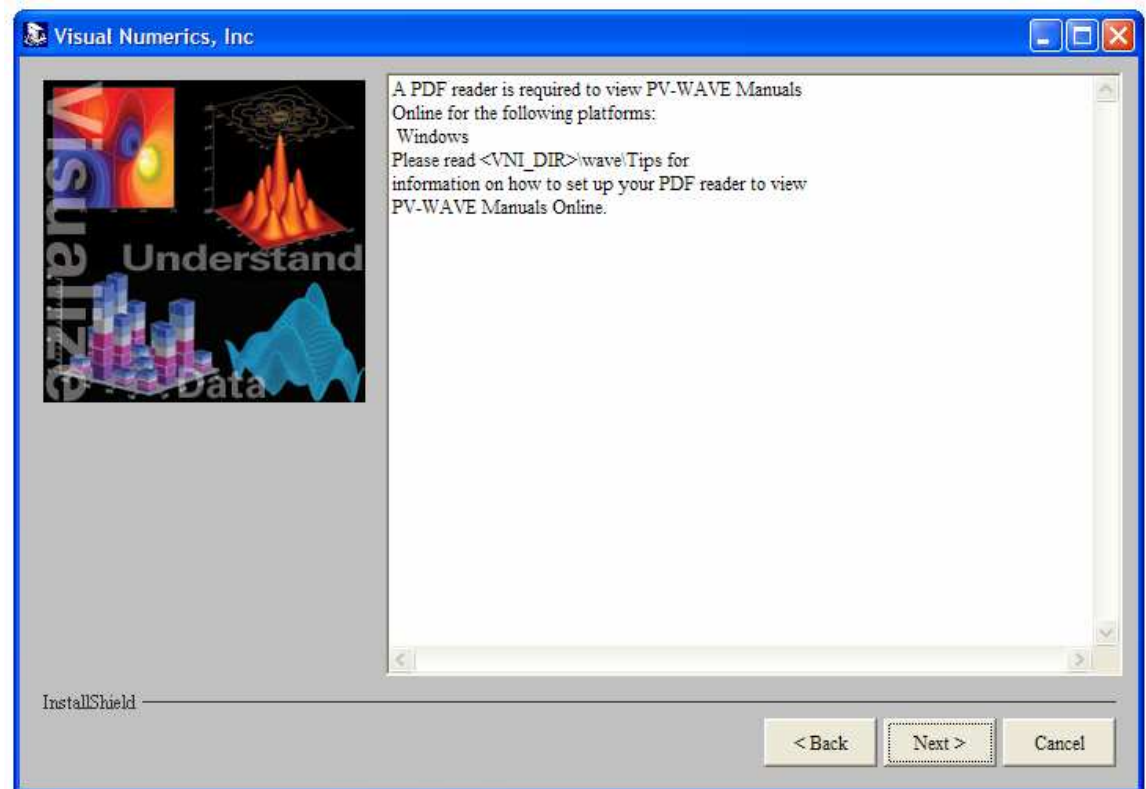 Visual Numerics, Inc
Visualize
Understand
Data
A PDF reader is required to view PV-WAVE Manuals
Online for the following platforms:
Windows
Please read <VNI_DIR>\wave\Tips for
information on how to set up your PDF reader to view
PV-WAVE Manuals Online.
InstallShield
< Back
Next >
Cancel